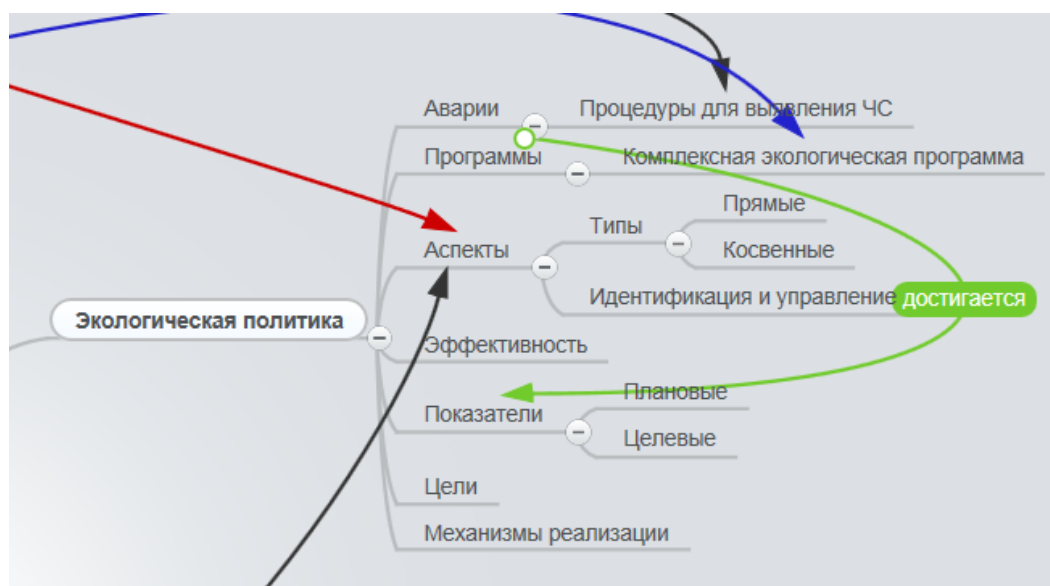 Аварии
Процедуры для выявления ЧС
Программы
Комплексная экологическая программа
Прямые
Типы
Аспекты
Косвенные
Идентификация и управление
достигается
Экологическая политика
Эффективность
Плановые
Показатели
Целевые
Цели
Механизмы реализации